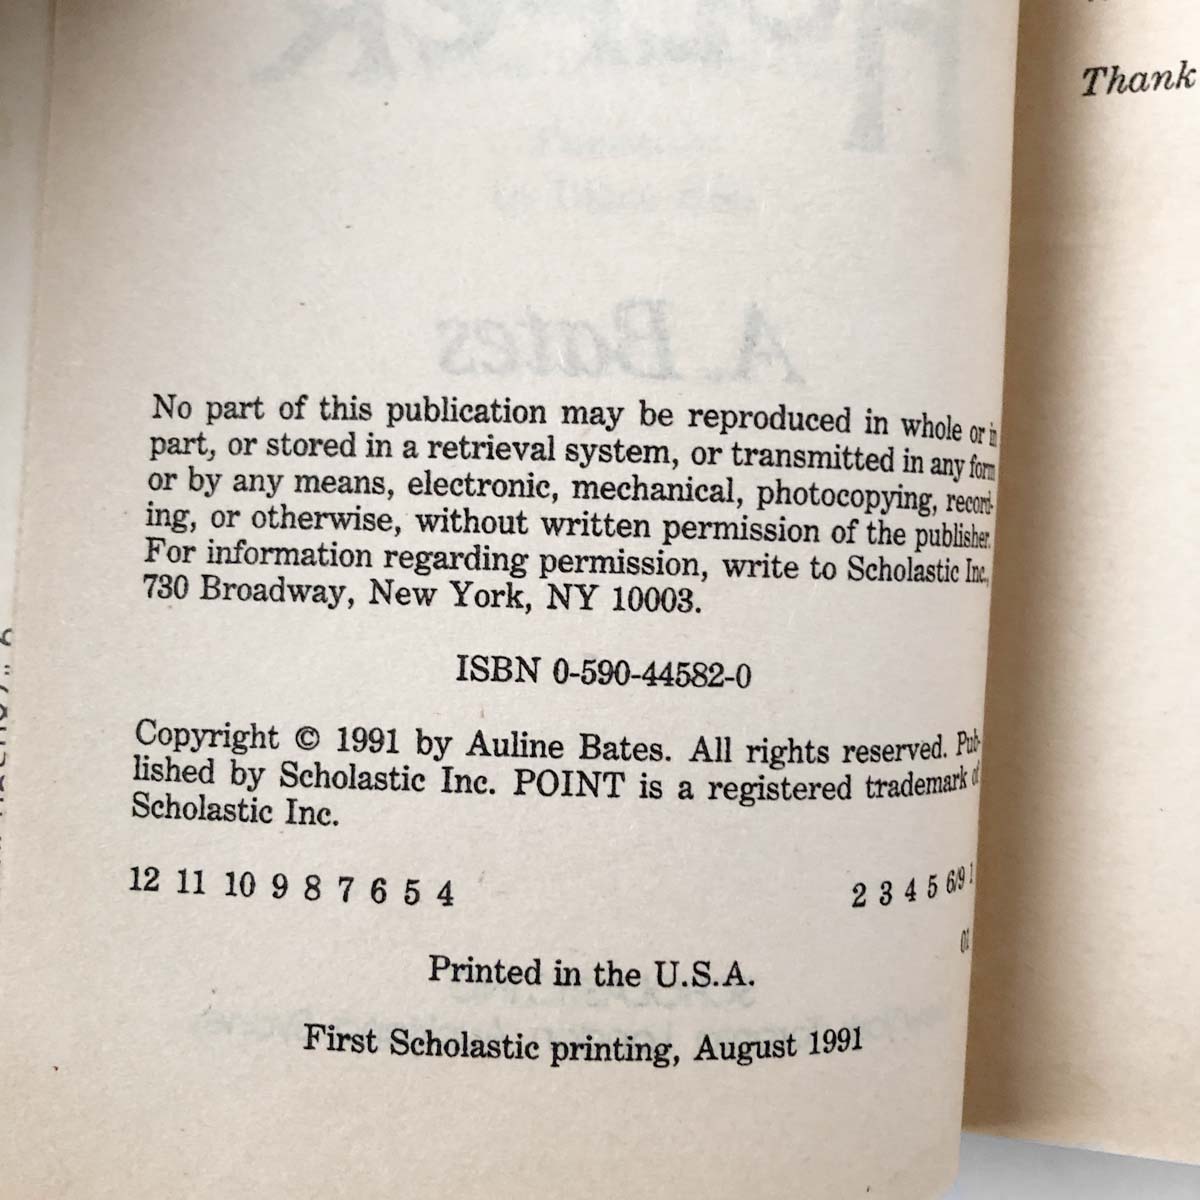 Thank
A. Bates
No part of this publication may be reproduced in whole or in
part, or stored in a retrieval system, or transmitted in any form
or by any means, electronic, mechanical, photocopying, record-
ing, or otherwise, without written permission of the publisher.
For information regarding permission, write to Scholastic Inc.,
730 Broadway, New York, NY 10003.
ISBN 0-590-44582-0
Copyright © 1991 by Auline Bates. All rights reserved. Pub-
lished by Scholastic Inc. POINT is a registered trademark of
Scholastic Inc.
12 11 10 9 8 7 6 5 4 2 3 4 5 6/9
Printed in the U.S.A. 01
First Scholastic printing, August 1991